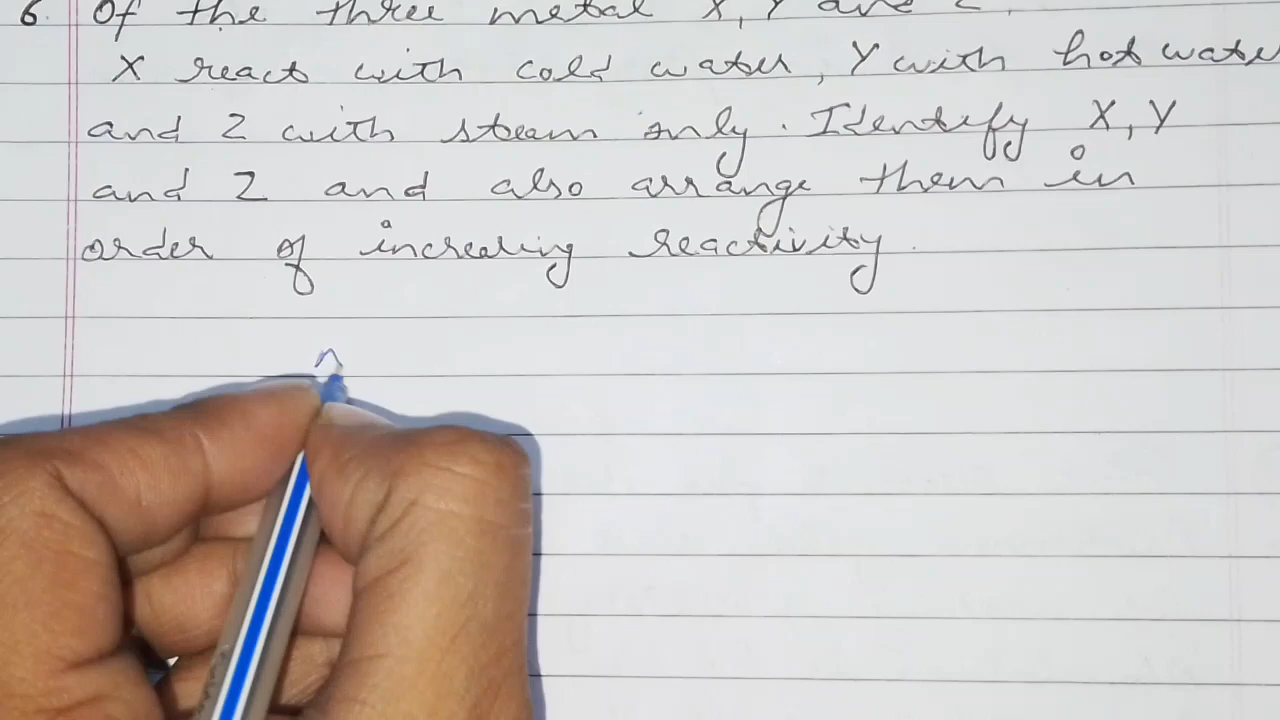 6. Of the three metal X, Y and Z,
X react with cold water, Y with hot water
and Z with steam only. Identify X, Y
and Z and also arrange them in
order of increasing reactivity.